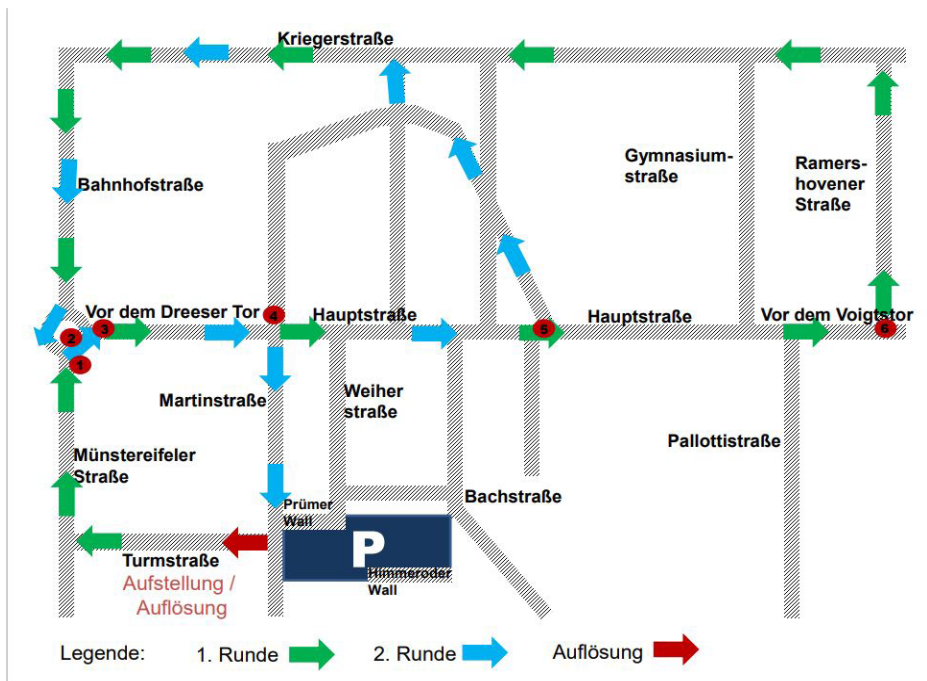 Kriegerstraße
Gymnasium-
straße
Ramers-
hovener
Straße
Bahnhofstraße
Vor dem Dreeser Tor
4
Hauptstraße
Hauptstraße
Vor dem Voigtstor
2
3
5
6
1
Martinstraße
Weiher
straße
Pallottistraße
Münstereifeler
Straße
Bachstraße
Prümer
Wall
P
Himmeroder
Wall
Turmstraße
Aufstellung /
Auflösung
Legende:
1. Runde
2. Runde
Auflösung